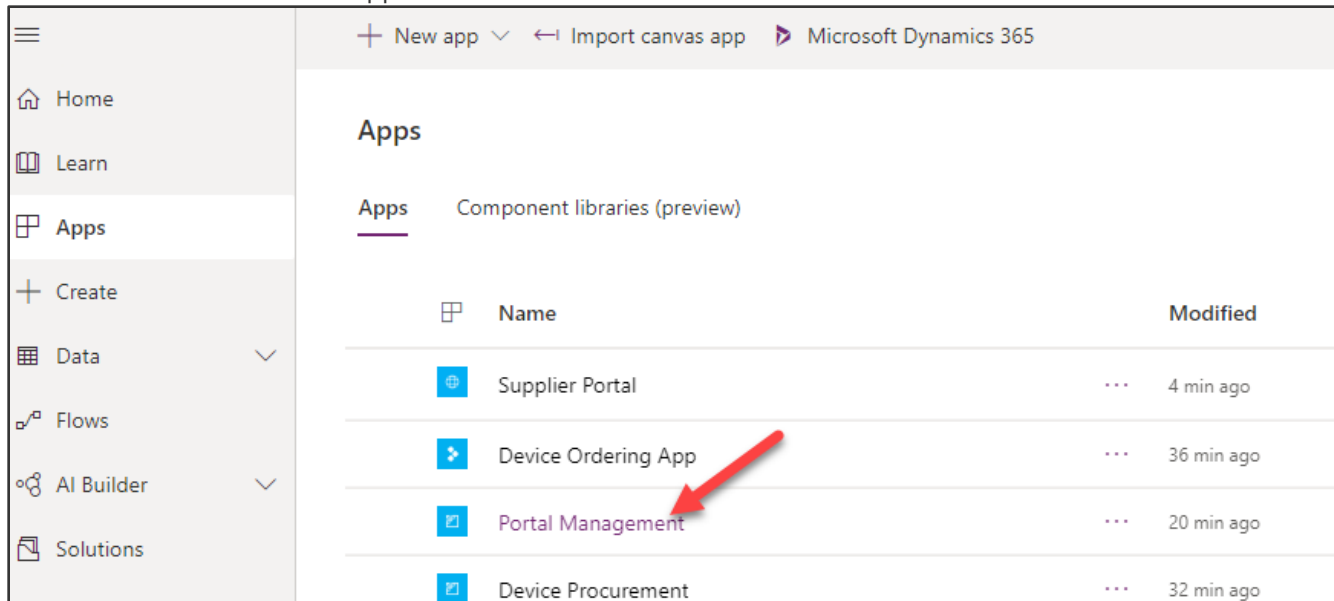 + New app Import canvas app Microsoft Dynamics 365
Home
Learn
Apps
Create
Data
Flows
AI Builder
Solutions
Apps
Apps Component libraries (preview)
Name Modified
Supplier Portal ... 4 min ago
Device Ordering App ... 36 min ago
Portal Management ... 20 min ago
Device Procurement ... 32 min ago